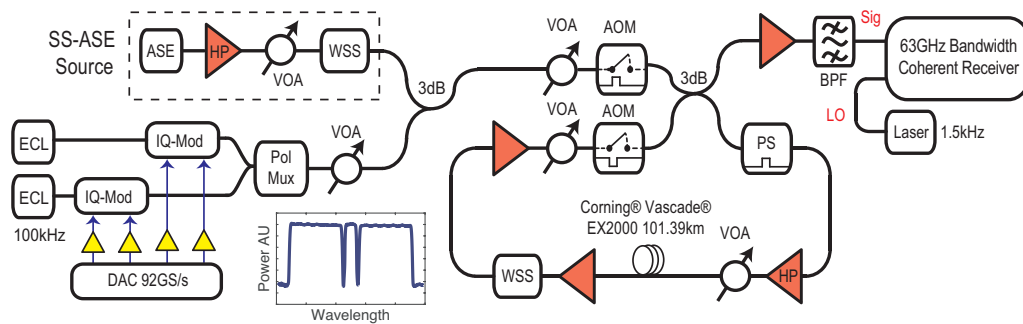 SS-ASE
Source
ASE
HP
VOA
WSS
3dB
ECL
IQ-Mod
ECL
IQ-Mod
100kHz
Pol
Mux
VOA
DAC 92GS/s
Power AU
Wavelength
VOA
AOM
VOA
AOM
3dB
PS
HP
VOA
Corning® Vascade®
EX2000 101.39km
WSS
BPF
Sig
63GHz Bandwidth
Coherent Receiver
LO
Laser
1.5kHz